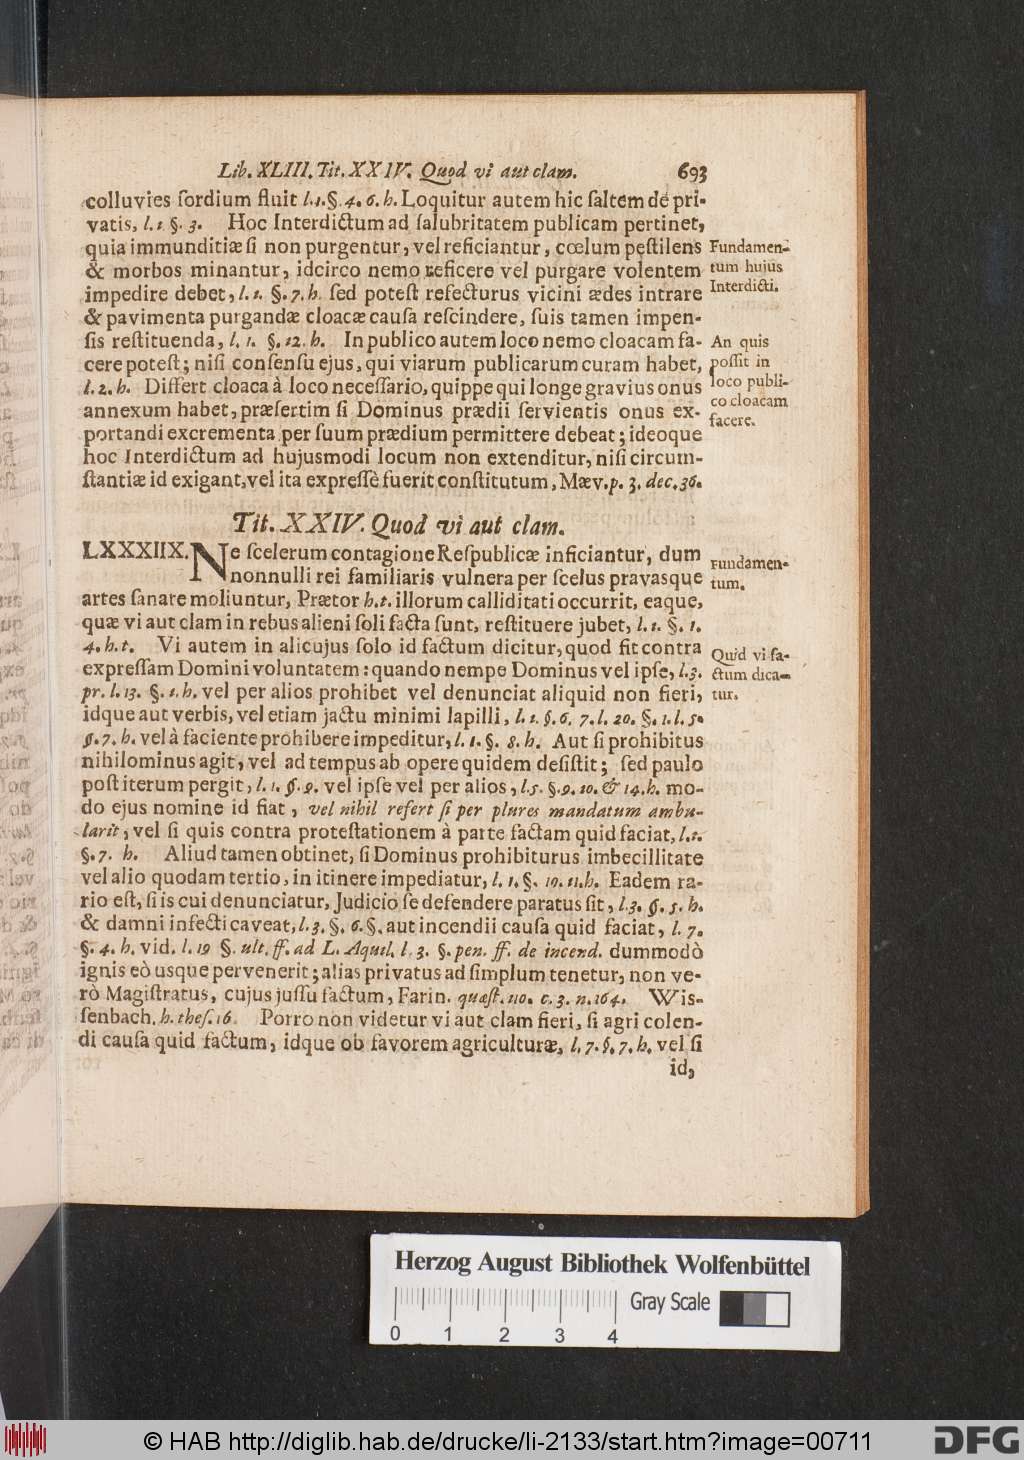 Lib. XLIII. Tit. XXIV. Quod vi aut clam. 693
colluvies ſordium fluit l.1.§.4.6.h. Loquitur autem hic ſaltem de pri-
vatis, l.1 §.3. Hoc Interdictum ad ſalubritatem publicam pertinet,
quia immunditiæ ſi non purgentur, vel reficiantur, cœlum peſtilens
& morbos minantur, idcirco nemo reficere vel purgare volentem
impedire debet, l.1. §.7.h. ſed poteſt refecturus vicini ædes intrare
& pavimenta purgandæ cloacæ cauſa reſcindere, ſuis tamen impen-
ſis reſtituenda, l. 1. §.12.h. In publico autem loco nemo cloacam fa-
cere poteſt; niſi conſenſu ejus, qui viarum publicarum curam habet,
l.2.h. Differt cloaca à loco neceſſario, quippe qui longe gravius onus
annexum habet, præſertim ſi Dominus prædii ſervientis onus ex-
portandi excrementa per ſuum prædium permittere debeat; ideoque
hoc Interdictum ad hujusmodi locum non extenditur, niſi circum-
ſtantiæ id exigant, vel ita expreſſè fuerit conſtitutum, Mæv. p. 3. dec.36.
Fundamen-
tum hujus
Interdicti.
An quis
poſſit in
loco publi-
co cloacam
facere.
Tit. XXIV. Quod vi aut clam.
LXXXIIX. Ne ſcelerum contagione Reſpublicæ inficiantur, dum
nonnulli rei familiaris vulnera per ſcelus pravasque
artes ſanare moliuntur, Prætor h.t. illorum calliditati occurrit, eaque,
quæ vi aut clam in rebus alieni ſoli facta ſunt, reſtituere jubet, l.1. §. 1.
4. h.t. Vi autem in alicujus ſolo id factum dicitur, quod fit contra
expreſſam Domini voluntatem: quando nempe Dominus vel ipſe, l.3.
pr. l.13. §.1.h. vel per alios prohibet vel denunciat aliquid non fieri,
idque aut verbis, vel etiam jactu minimi lapilli, l.1.§.6. 7.l. 20. §.1.l.5.
§.7.h. vel à faciente prohibere impeditur, l.1.§. 8.h. Aut ſi prohibitus
nihilominus agit, vel ad tempus ab opere quidem deſiſtit; ſed paulo
poſt iterum pergit, l.1. §.9. vel ipſe vel per alios, l.5. §.9.10.& 14.h. mo-
do ejus nomine id fiat, vel nihil refert ſi per plures mandatum ambu-
larit, vel ſi quis contra proteſtationem à parte factam quid faciat, l.1.
§.7. h. Aliud tamen obtinet, ſi Dominus prohibiturus imbecillitate
vel alio quodam tertio, in itinere impediatur, l. 1.§. 10.11.h. Eadem ra-
rio eſt, ſi is cui denunciatur, Judicio ſe defendere paratus ſit, l.3. §.5.h.
& damni infecti caveat, l.3. §. 6.§. aut incendii cauſa quid faciat, l. 7.
§.4.h. vid. l.19 §. ult. ff. ad L. Aquil. l.3. §. pen. ff. de incend. dummodò
ignis eò usque pervenerit; alias privatus ad ſimplum tenetur, non ve-
rò Magiſtratus, cujus juſſu factum, Farin. quæſt.110. c.3. n.164. Wis-
ſenbach. h. theſ.16. Porro non videtur vi aut clam fieri, ſi agri colen-
di cauſa quid factum, idque ob favorem agriculturæ, l.7.§.7.h. vel ſi
id,
Fundamen-
tum.
Quid vi fa-
ctum dica-
tur.
Herzog August Bibliothek Wolfenbüttel
0 1 2 3 4 Gray Scale
© HAB http://diglib.hab.de/drucke/li-2133/start.htm?image=00711 DFG